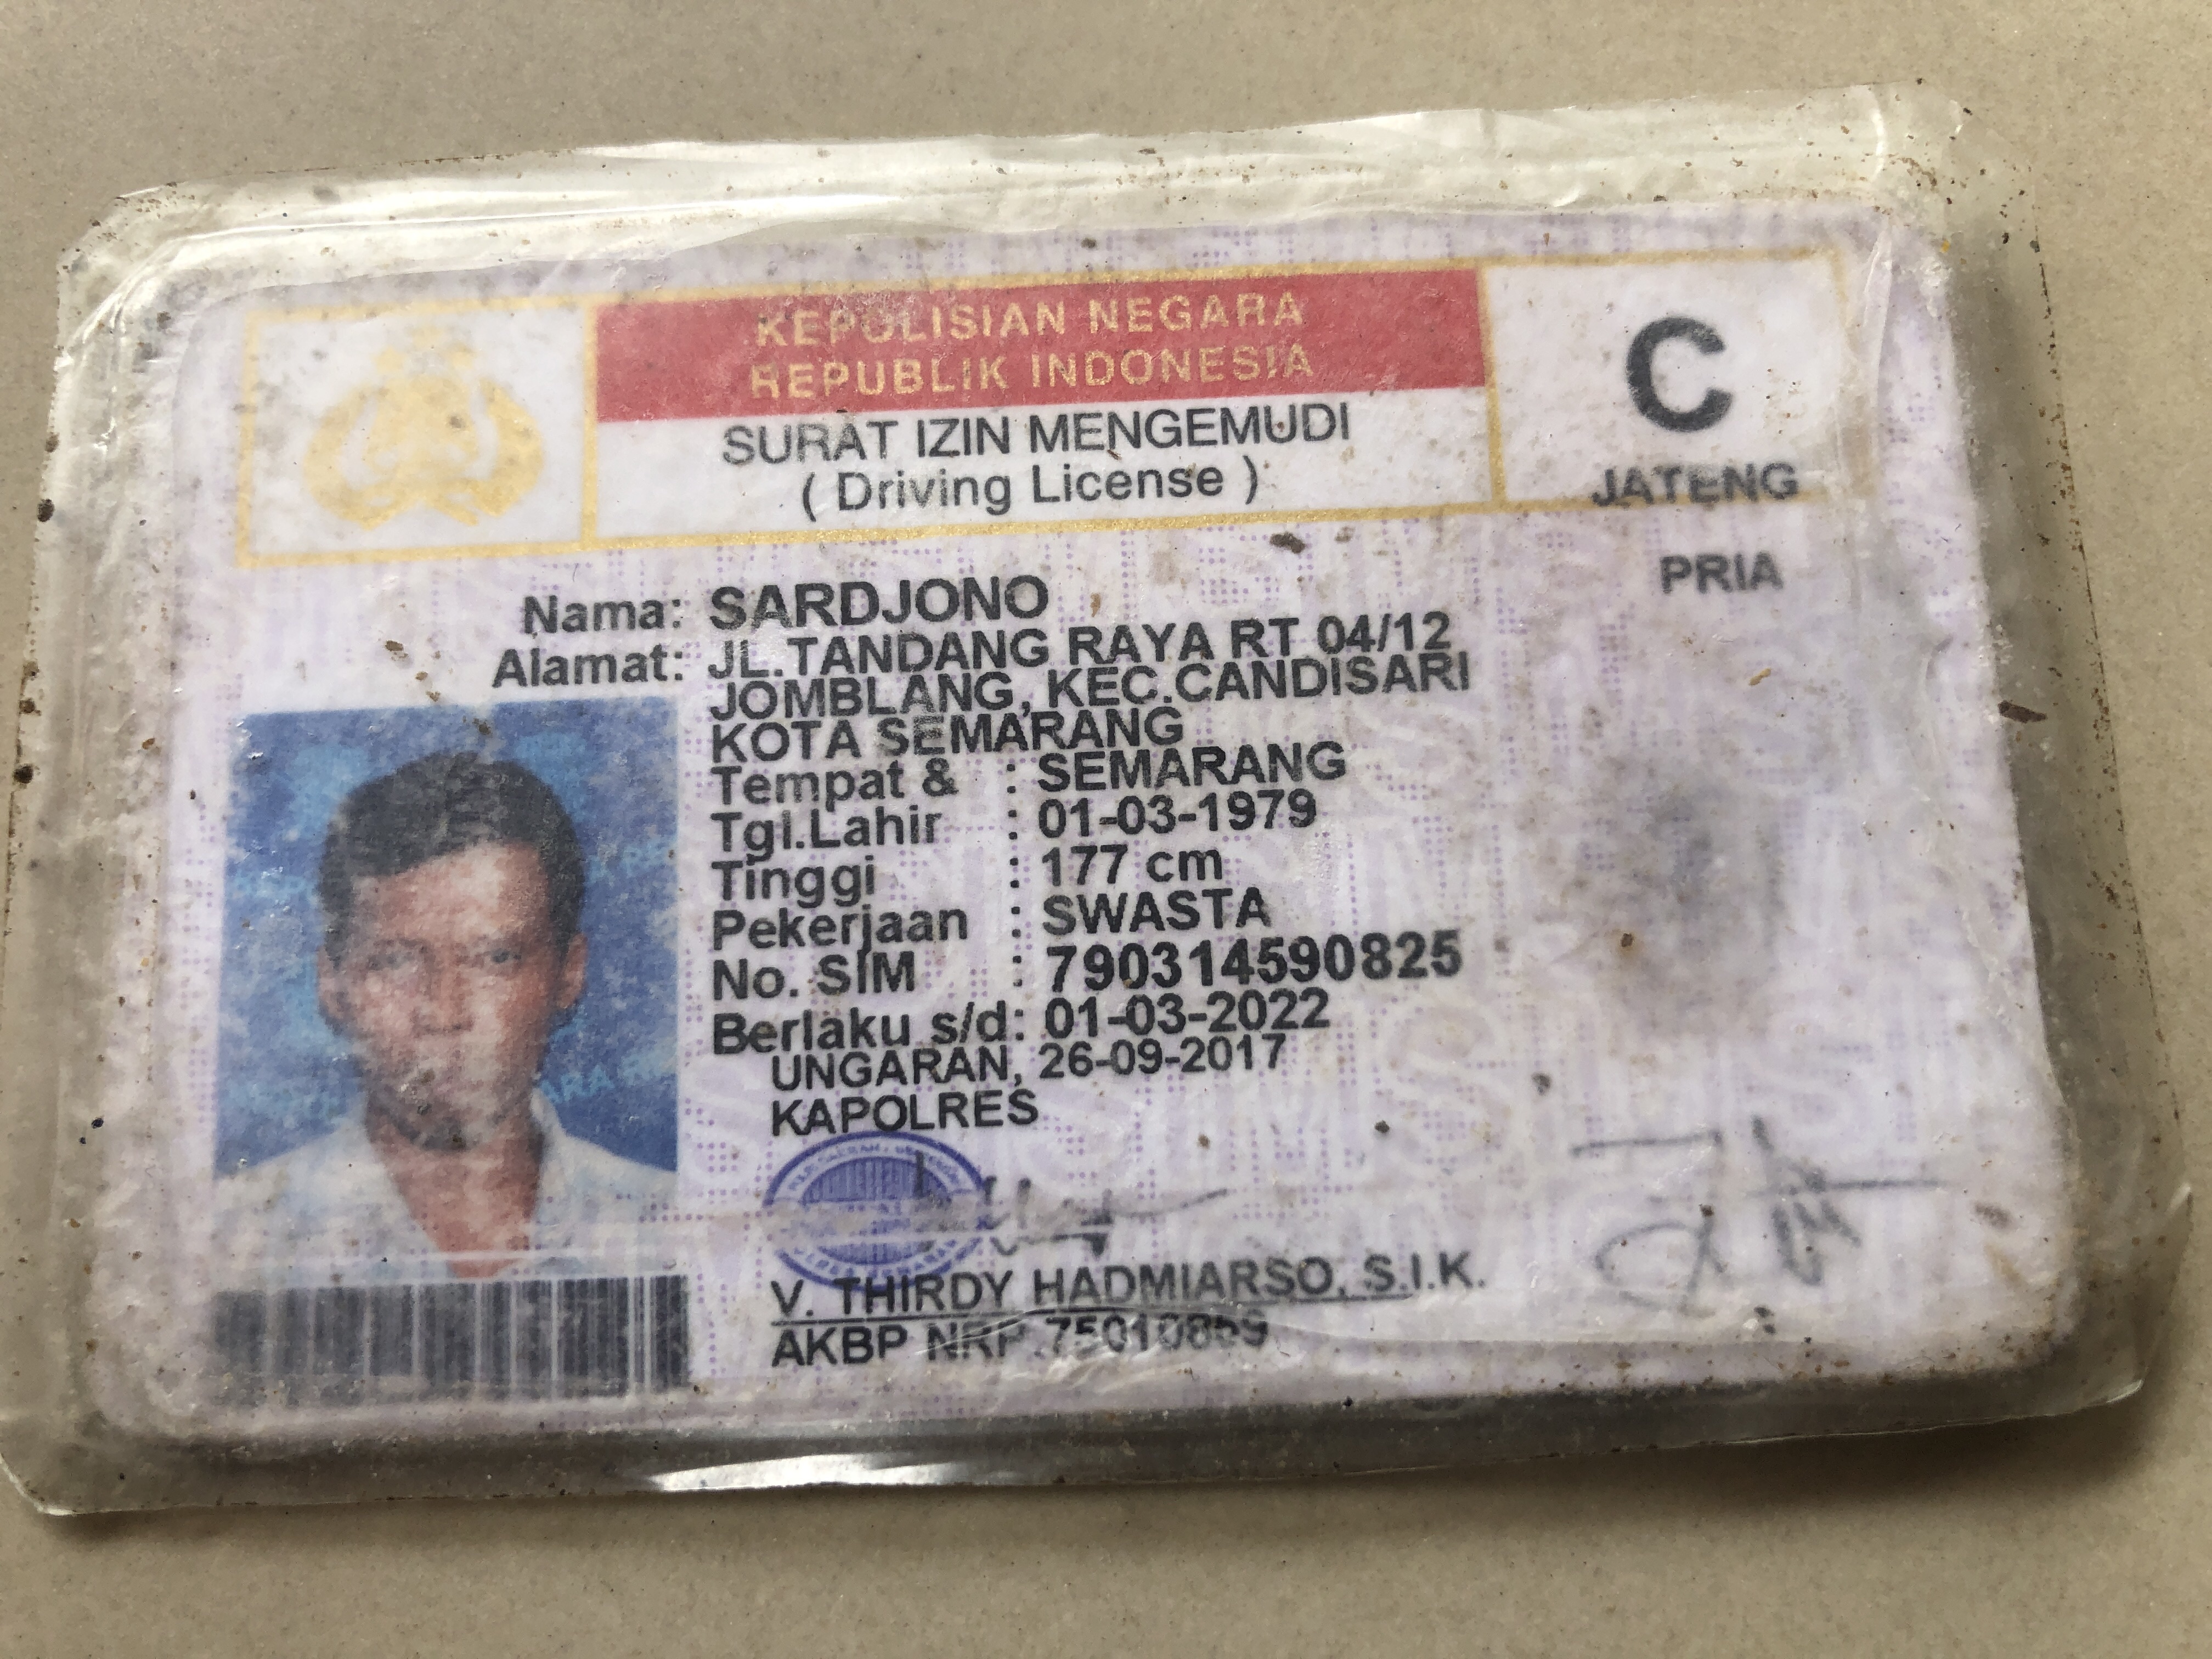 KEPOLISIAN NEGARA
REPUBLIK INDONESIA
SURAT IZIN MENGEMUDI
( Driving License )
C
JATENG
PRIA
Nama: SARDJONO
Alamat: JL.TANDANG RAYA RT 04/12
JOMBLANG, KEC.CANDISARI
KOTA SEMARANG
Tempat & : SEMARANG
Tgl.Lahir : 01-03-1979
Tinggi : 177 cm
Pekerjaan : SWASTA
No. SIM : 790314590825
Berlaku s/d: 01-03-2022
UNGARAN, 26-09-2017
KAPOLRES
V. THIRDY HADMIARSO, S.I.K.
AKBP NRP.